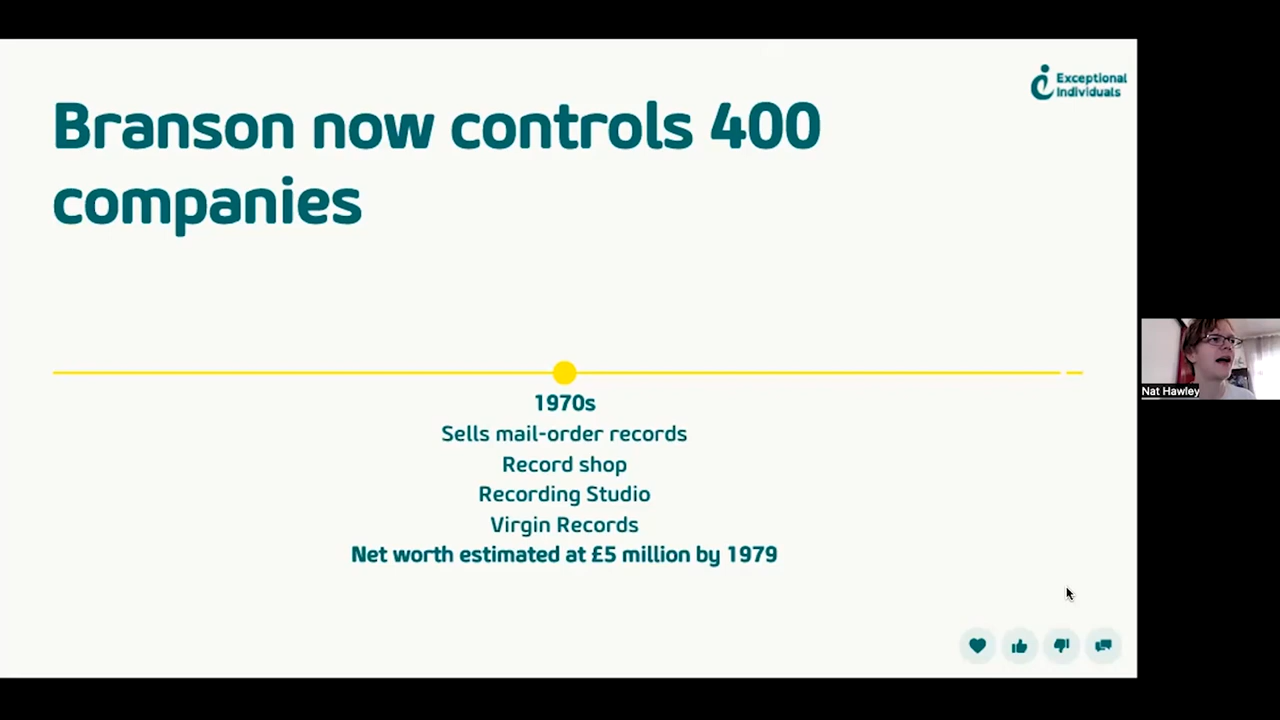 Exceptional
Individuals
Branson now controls 400
companies
1970s
Sells mail-order records
Record shop
Recording Studio
Virgin Records
Net worth estimated at £5 million by 1979
Nat Hawley